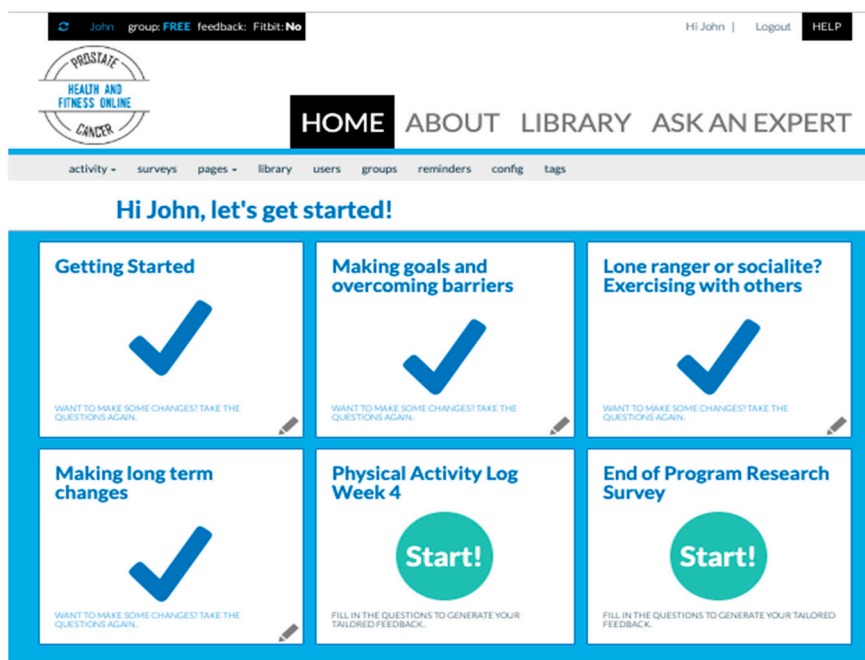 John group: FREE feedback: Fitbit: No
Hi John | Logout HELP
PROSTATE
HEALTH AND
FITNESS ONLINE
CANCER
HOME ABOUT LIBRARY ASK AN EXPERT
activity surveys pages library users groups reminders config tags
Hi John, let's get started!
Getting Started
WANT TO MAKE SOME CHANGES? TAKE THE
QUESTIONS AGAIN.
Making goals and
overcoming barriers
WANT TO MAKE SOME CHANGES? TAKE THE
QUESTIONS AGAIN.
Lone ranger or socialite?
Exercising with others
WANT TO MAKE SOME CHANGES? TAKE THE
QUESTIONS AGAIN.
Making long term
changes
WANT TO MAKE SOME CHANGES? TAKE THE
QUESTIONS AGAIN.
Physical Activity Log
Week 4
Start!
FILL IN THE QUESTIONS TO GENERATE YOUR
TAILORED FEEDBACK.
End of Program Research
Survey
Start!
FILL IN THE QUESTIONS TO GENERATE YOUR TAILORED
FEEDBACK.